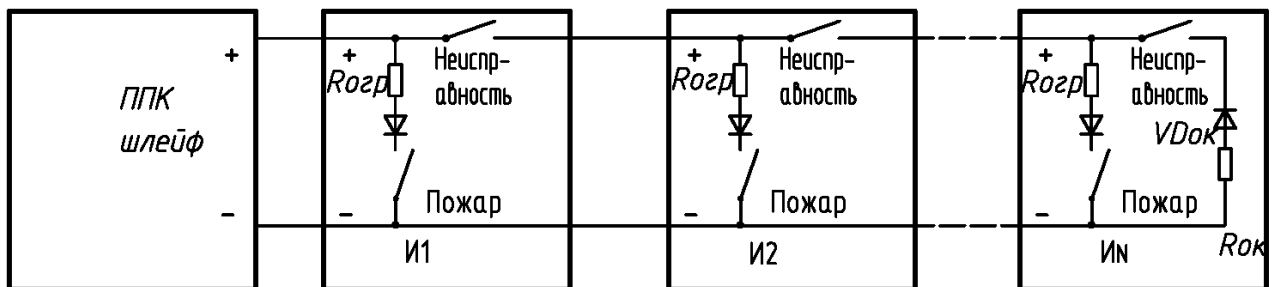 +
ППК
шлейф
–
+
Rогр
Неиспр-
авность
Пожар
–
И1
+
Rогр
Неиспр-
авность
Пожар
–
И2
+
Rогр
Неиспр-
авность
VDок
Пожар
–
ИN
Rок